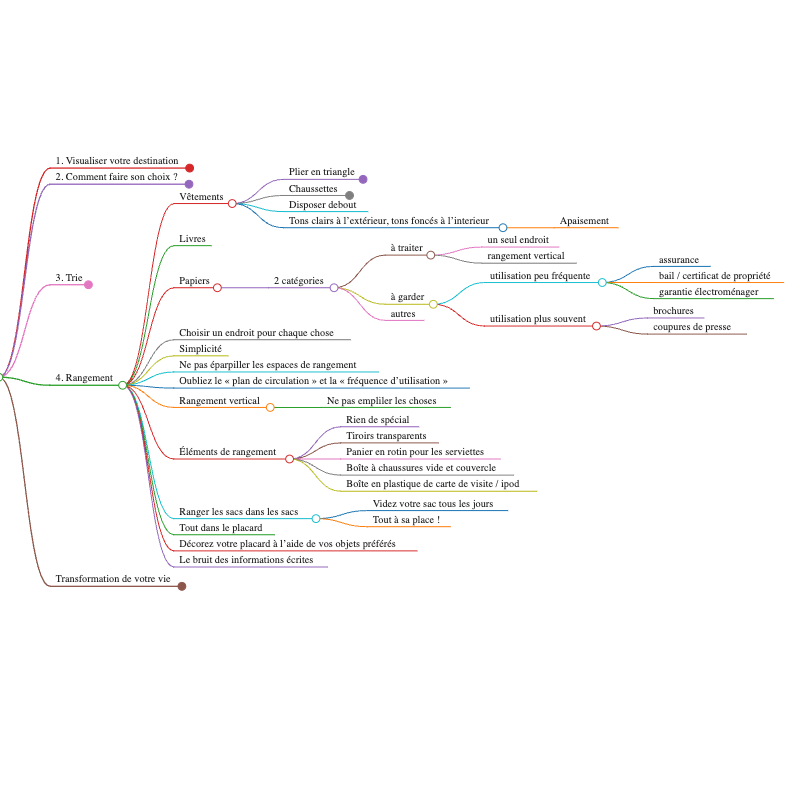 1. Visualiser votre destination
2. Comment faire son choix ?
3. Trie
4. Rangement
Vêtements
Plier en triangle
Chaussettes
Disposer debout
Tons clairs à l’extérieur, tons foncés à l’interieur
Apaisement
Livres
Papiers
2 catégories
à traiter
un seul endroit
rangement vertical
à garder
utilisation peu fréquente
assurance
bail / certificat de propriété
garantie électroménager
utilisation plus souvent
brochures
coupures de presse
autres
Choisir un endroit pour chaque chose
Simplicité
Ne pas éparpiller les espaces de rangement
Oubliez le « plan de circulation » et la « fréquence d’utilisation »
Rangement vertical
Ne pas empliler les choses
Éléments de rangement
Rien de spécial
Tiroirs transparents
Panier en rotin pour les serviettes
Boîte à chaussures vide et couvercle
Boîte en plastique de carte de visite / ipod
Ranger les sacs dans les sacs
Videz votre sac tous les jours
Tout à sa place !
Tout dans le placard
Décorez votre placard à l’aide de vos objets préférés
Le bruit des informations écrites
Transformation de votre vie